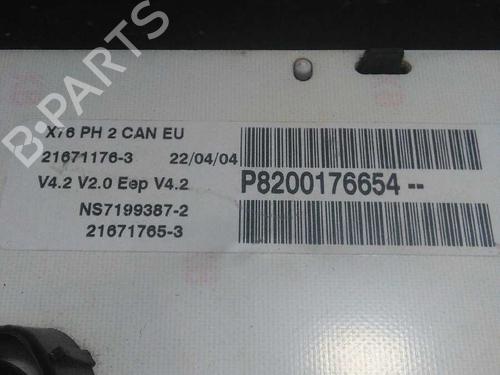 X76 PH 2 CAN EU
21671176-3 22/04/04
V4.2 V2.0 Eep V4.2
P8200176654 --
NS7199387-2
21671765-3
B-PARTS